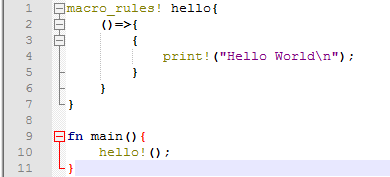 1 macro_rules! hello{
2 ()=>{
3 {
4 print!("Hello World\n");
5 }
6 }
7 }
8
9 fn main(){
10 hello!();
11 }